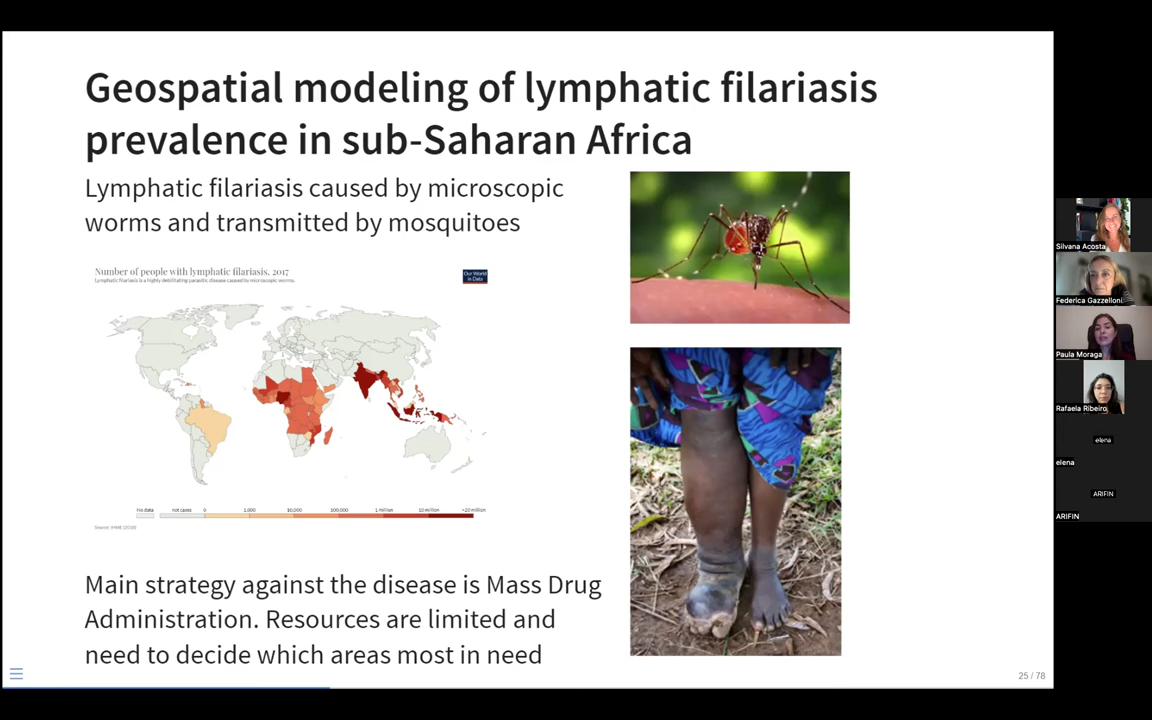 Geospatial modeling of lymphatic filariasis
prevalence in sub-Saharan Africa
Lymphatic filariasis caused by microscopic
worms and transmitted by mosquitoes
Number of people with lymphatic filariasis, 2017
Lymphatic filariasis is a highly debilitating parasitic disease caused by microscopic worms.
Our World
in Data
No data
not cases
0
1,000
10,000
100,000
1 million
10 million
>20 million
Source: IHME (2018)
Main strategy against the disease is Mass Drug
Administration. Resources are limited and
need to decide which areas most in need
25 / 78
Silvana Acosta
Federica Gazzelloni
Paula Moraga
Rafaela Ribeiro
elena
elena
ARIFIN
ARIFIN